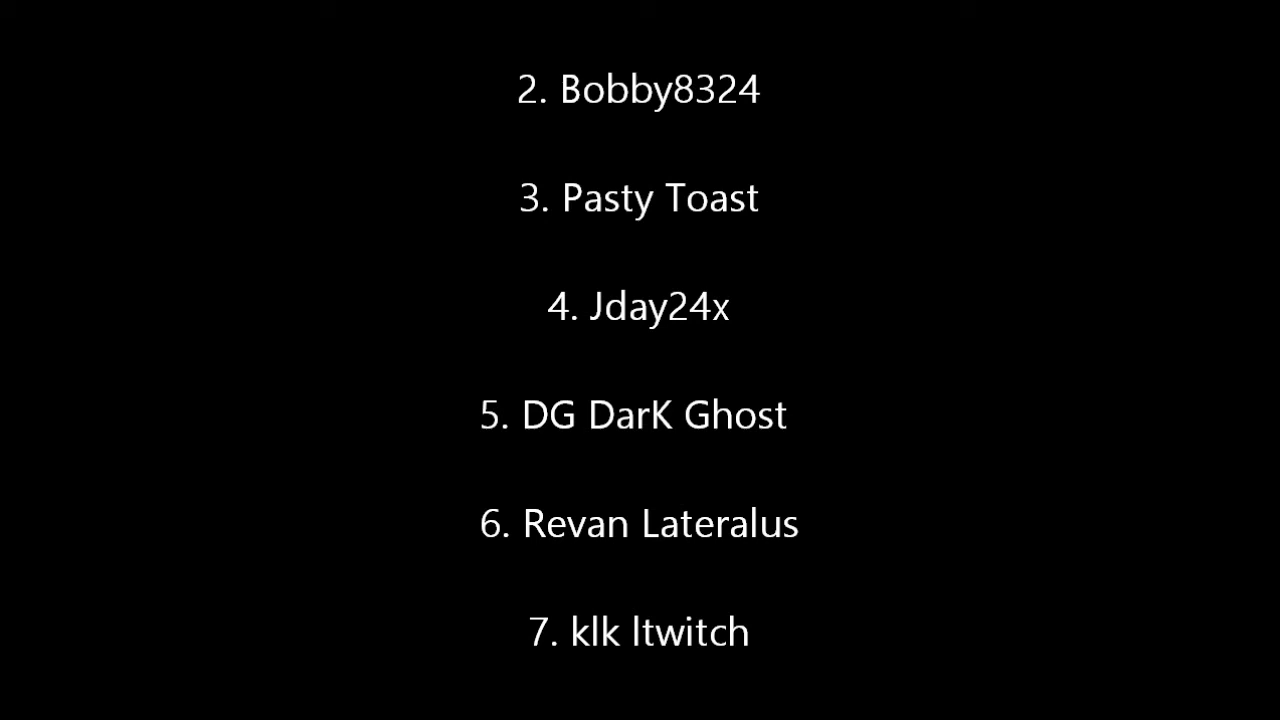 2. Bobby8324
3. Pasty Toast
4. Jday24x
5. DG DarK Ghost
6. Revan Lateralus
7. klk ltwitch